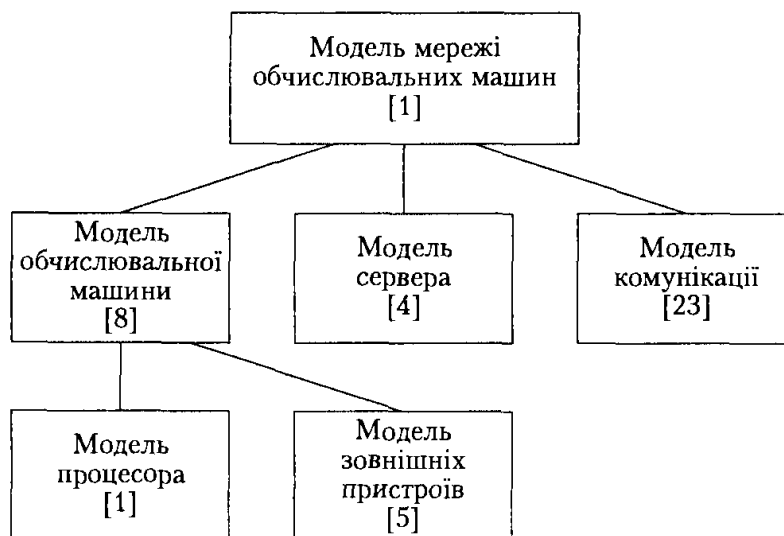 Модель мережі
обчислювальних машин
[1]
Модель
обчислювальної
машини
[8]
Модель
сервера
[4]
Модель
комунікації
[23]
Модель
процесора
[1]
Модель
зовнішніх
пристроїв
[5]